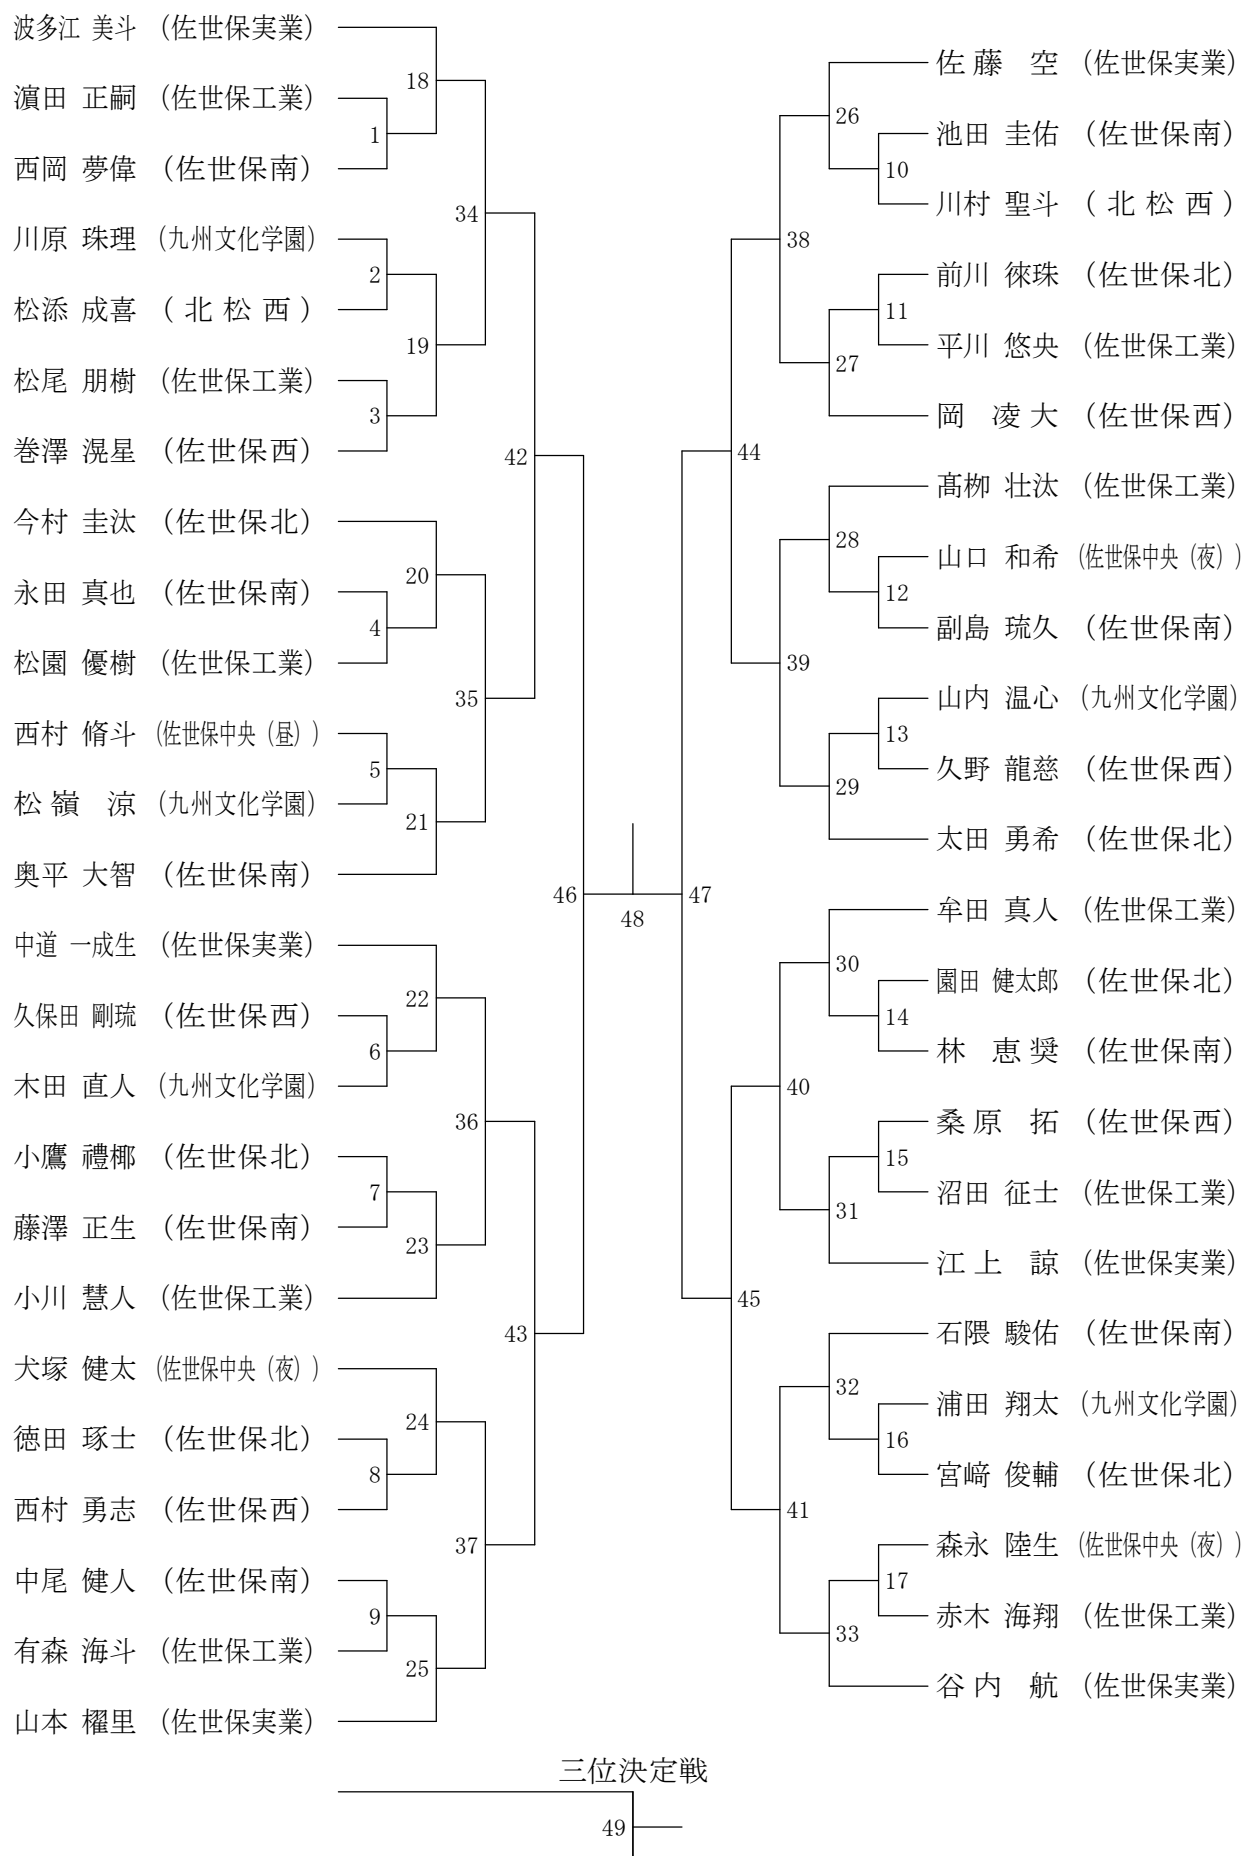 波多江 美斗 (佐世保実業)
濵田 正嗣 (佐世保工業)
西岡 夢偉 (佐世保南)
川原 珠理 (九州文化学園)
松添 成喜 (北松西)
松尾 朋樹 (佐世保工業)
巻澤 滉星 (佐世保西)
今村 圭汰 (佐世保北)
永田 真也 (佐世保南)
松園 優樹 (佐世保工業)
西村 脩斗 (佐世保中央(昼))
松嶺 涼 (九州文化学園)
奥平 大智 (佐世保南)
中道 一成生 (佐世保実業)
久保田 剛琉 (佐世保西)
木田 直人 (九州文化学園)
小鷹 禮椰 (佐世保北)
藤澤 正生 (佐世保南)
小川 慧人 (佐世保工業)
犬塚 健太 (佐世保中央(夜))
徳田 琢士 (佐世保北)
西村 勇志 (佐世保西)
中尾 健人 (佐世保南)
有森 海斗 (佐世保工業)
山本 櫂里 (佐世保実業)
1
2
3
4
5
6
7
8
9
18
19
20
21
22
23
24
25
34
35
36
37
42
43
46
48
47
44
45
38
39
40
41
26
27
28
29
30
31
32
33
10
11
12
13
14
15
16
17
佐藤 空 (佐世保実業)
池田 圭佑 (佐世保南)
川村 聖斗 (北松西)
前川 徠珠 (佐世保北)
平川 悠央 (佐世保工業)
岡 凌大 (佐世保西)
髙栁 壮汰 (佐世保工業)
山口 和希 (佐世保中央(夜))
副島 琉久 (佐世保南)
山内 温心 (九州文化学園)
久野 龍慈 (佐世保西)
太田 勇希 (佐世保北)
牟田 真人 (佐世保工業)
園田 健太郎 (佐世保北)
林 恵奨 (佐世保南)
桑原 拓 (佐世保西)
沼田 征士 (佐世保工業)
江上 諒 (佐世保実業)
石隈 駿佑 (佐世保南)
浦田 翔太 (九州文化学園)
宮﨑 俊輔 (佐世保北)
森永 陸生 (佐世保中央(夜))
赤木 海翔 (佐世保工業)
谷内 航 (佐世保実業)
三位決定戦
49